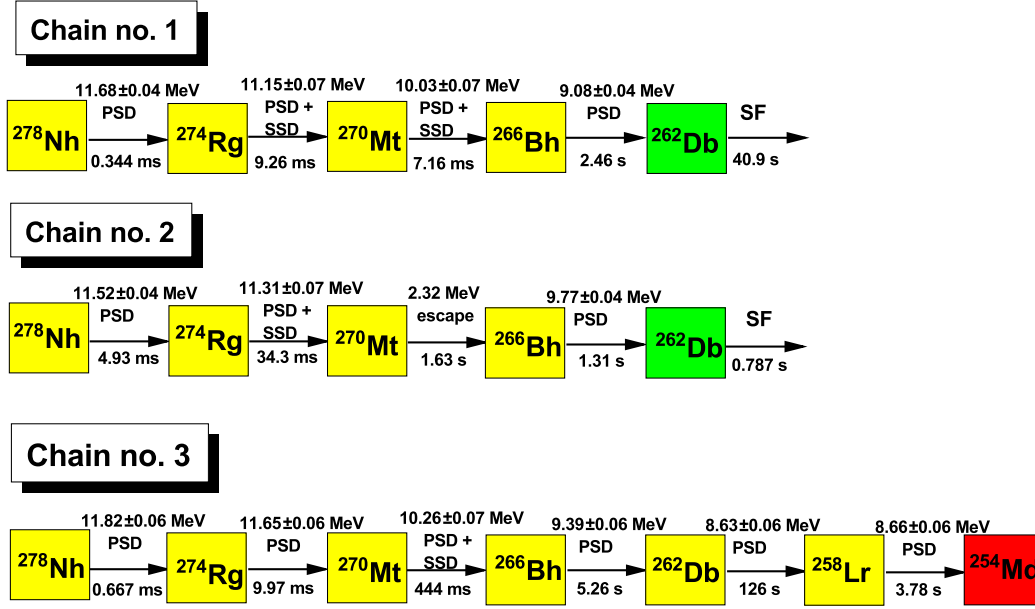 Chain no. 1
11.68±0.04 MeV 11.15±0.07 MeV 10.03±0.07 MeV 9.08±0.04 MeV
PSD PSD + PSD + PSD SF
SSD SSD
278Nh 274Rg 270Mt 266Bh 262Db
0.344 ms 9.26 ms 7.16 ms 2.46 s 40.9 s
Chain no. 2
11.52±0.04 MeV 11.31±0.07 MeV 2.32 MeV 9.77±0.04 MeV
PSD PSD + escape PSD SF
SSD
278Nh 274Rg 270Mt 266Bh 262Db
4.93 ms 34.3 ms 1.63 s 1.31 s 0.787 s
Chain no. 3
11.82±0.06 MeV 11.65±0.06 MeV 10.26±0.07 MeV 9.39±0.06 MeV 8.63±0.06 MeV 8.66±0.06 MeV
PSD PSD PSD + PSD PSD PSD
SSD
278Nh 274Rg 270Mt 266Bh 262Db 258Lr 254Md
0.667 ms 9.97 ms 444 ms 5.26 s 126 s 3.78 s